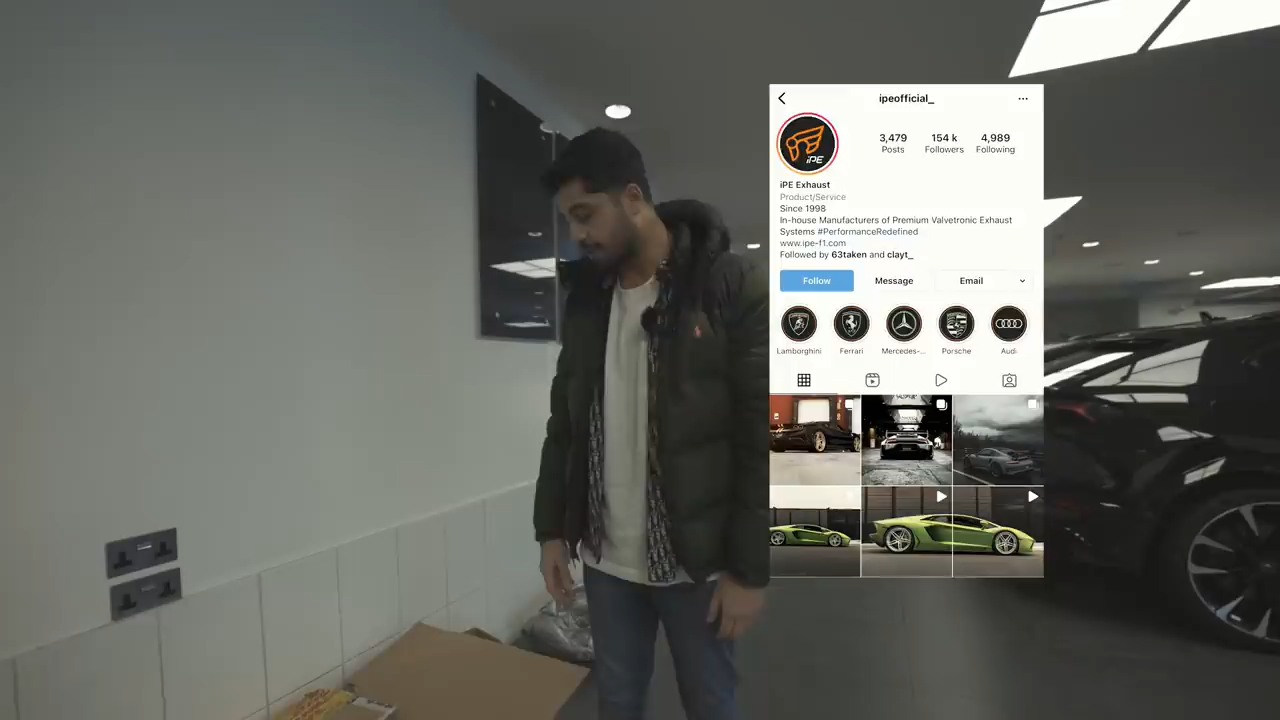 ipeofficial_
3,479
154 k
4,989
Posts
Followers
Following
iPE
iPE Exhaust
Product/Service
Since 1998
In-house Manufacturers of Premium Valvetronic Exhaust
Systems #PerformanceRedefined
www.ipe-f1.com
Followed by 63taken and clayt_
Follow
Message
Email
Lamborghini
Ferrari
Mercedes-...
Porsche
Audi